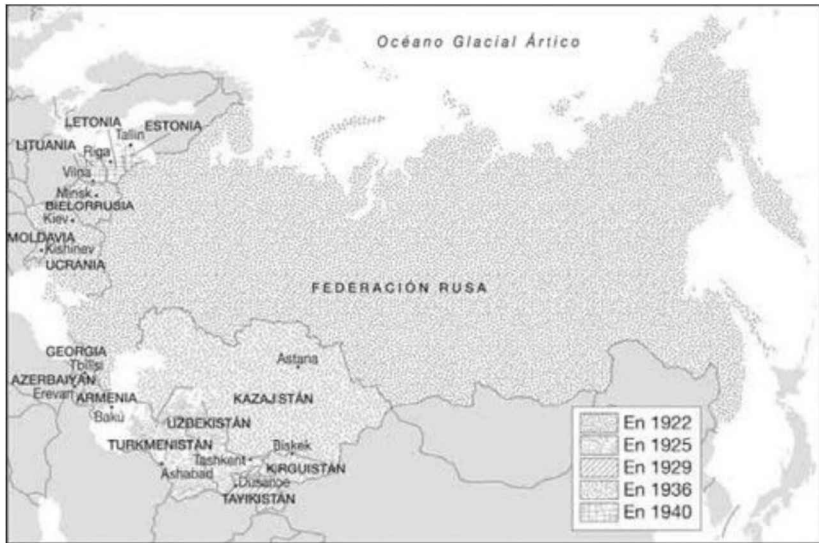 Océano Glacial Ártico
LETONIA
ESTONIA
Tallin
LITUANIA
Riga
Vilna
Minsk
BIELORRUSIA
Kiev
MOLDAVIA
Kishinev
UCRANIA
FEDERACIÓN RUSA
GEORGIA
Tbilisi
Astana
AZERBAIYÁN
Erevan
ARMENIA
KAZAJSTÁN
Bakú
UZBEKISTÁN
TURKMENISTÁN
Biskek
Tashkent
Ashabad
KIRGUISTÁN
TAYIKISTÁN
En 1922
En 1925
En 1929
En 1936
En 1940